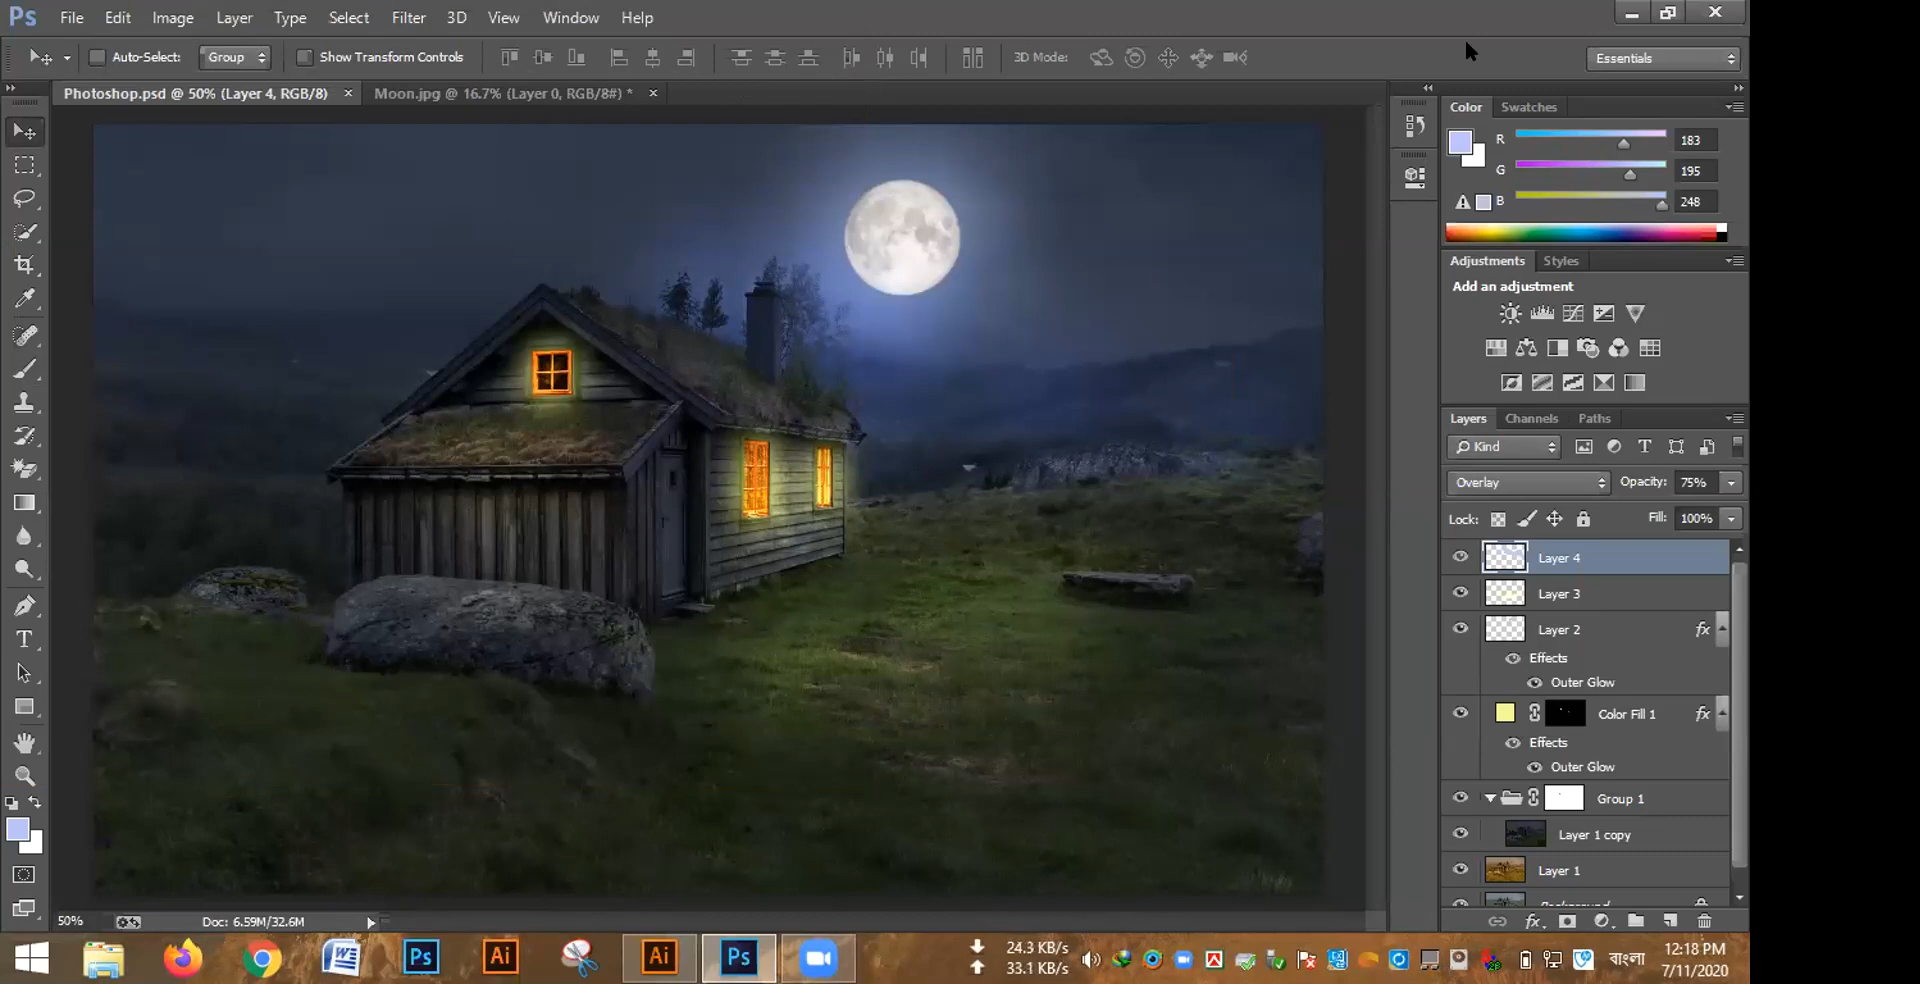 Ps File Edit Image Layer Type Select Filter 3D View Window Help
Auto-Select: Group Show Transform Controls 3D Mode: Essentials
Photoshop.psd @ 50% (Layer 4, RGB/8) × Moon.jpg @ 16.7% (Layer 0, RGB/8#) * ×
Color Swatches
R 183
G 195
B 248
Adjustments Styles
Add an adjustment
Layers Channels Paths
Kind
Overlay Opacity: 75%
Lock: Fill: 100%
Layer 4
Layer 3
Layer 2 fx
Effects
Outer Glow
Color Fill 1 fx
Effects
Outer Glow
Group 1
Layer 1 copy
Layer 1
Background
50% Doc: 6.59M/32.6M
fx
Ps Ai Ai Ps
24.3 KB/s
33.1 KB/s
বাংলা
12:18 PM
7/11/2020